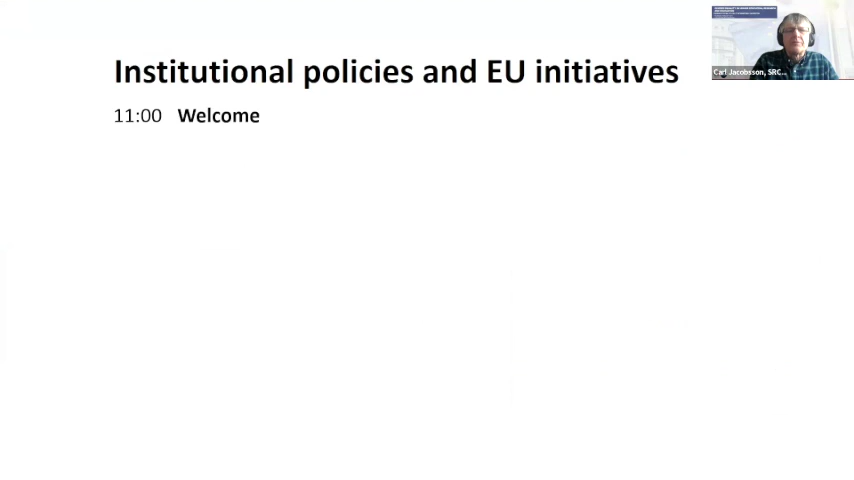 Institutional policies and EU initiatives
11:00 Welcome
Carl Jacobsson, SRC...